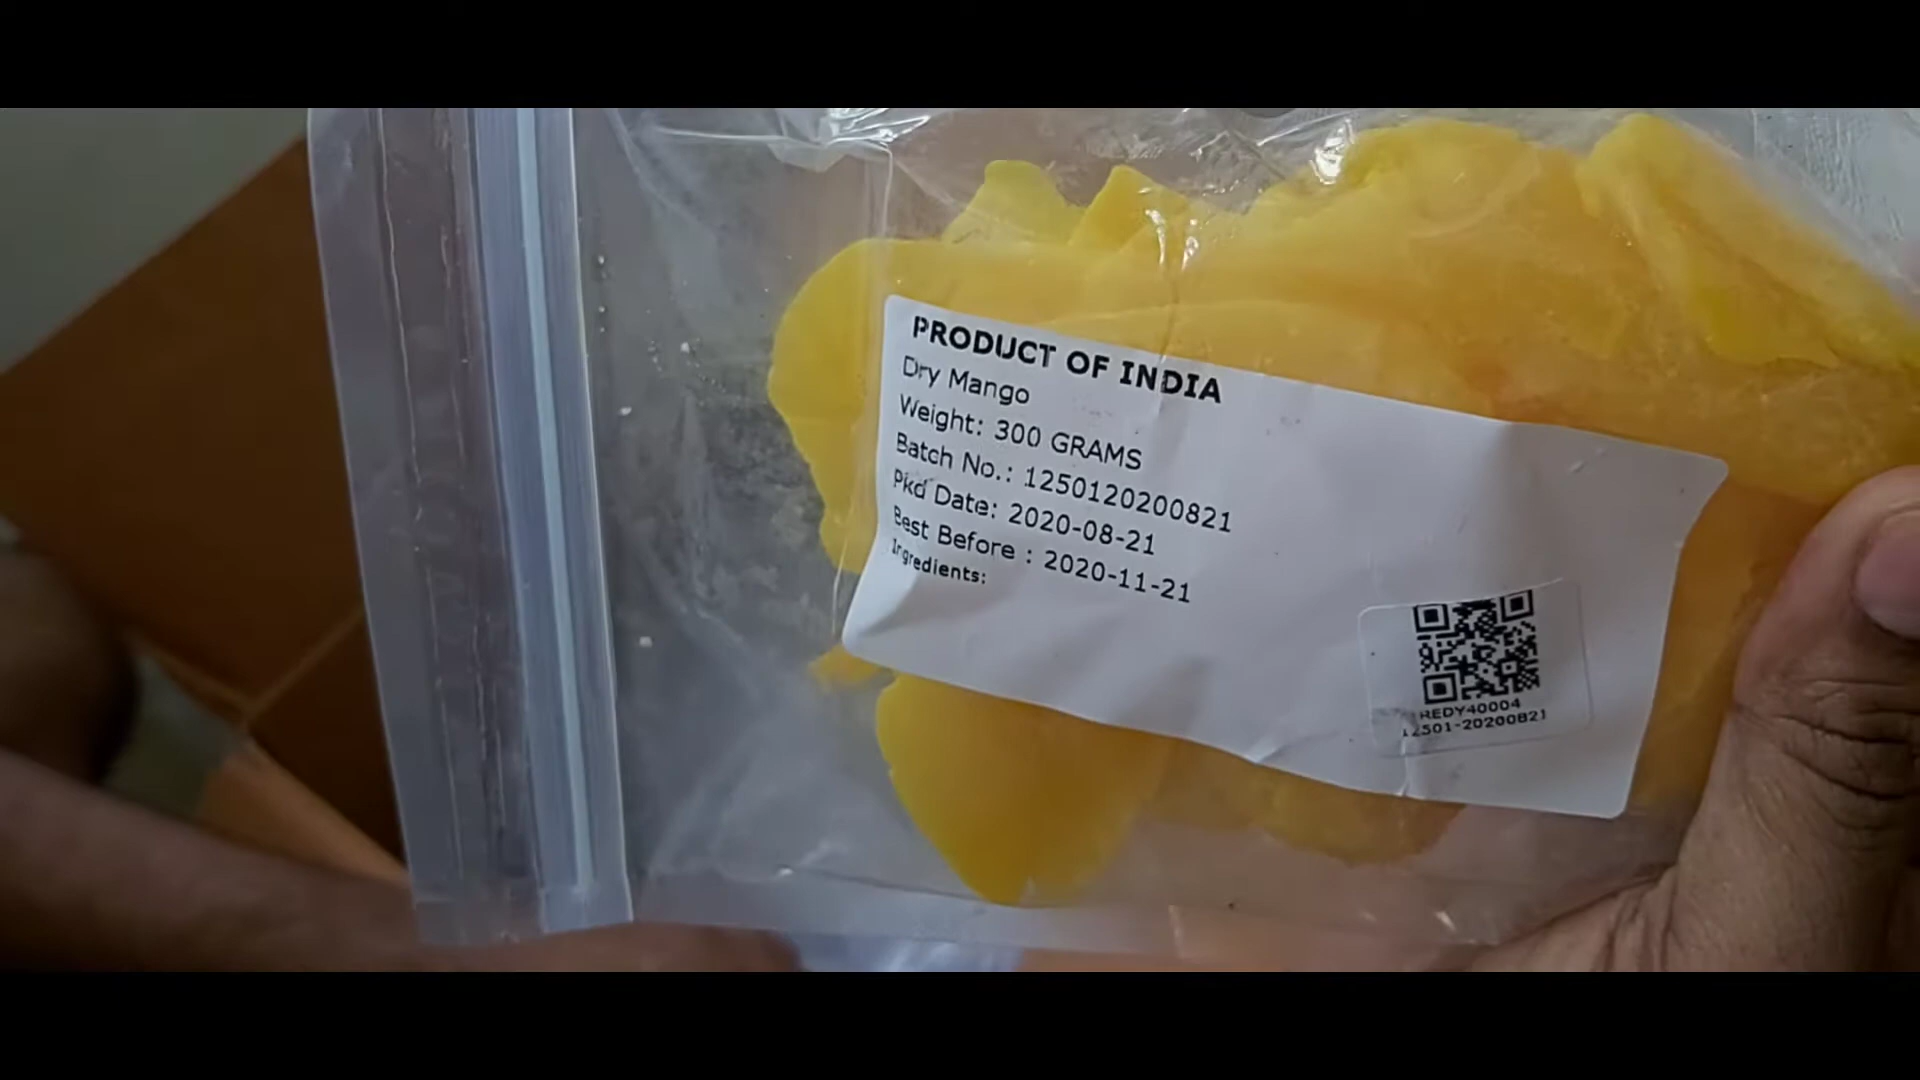 PRODUCT OF INDIA
Dry Mango
Weight: 300 GRAMS
Batch No.: 1250120200821
Pkd Date: 2020-08-21
Best Before : 2020-11-21
Ingredients:
REDY40004
12501-20200821